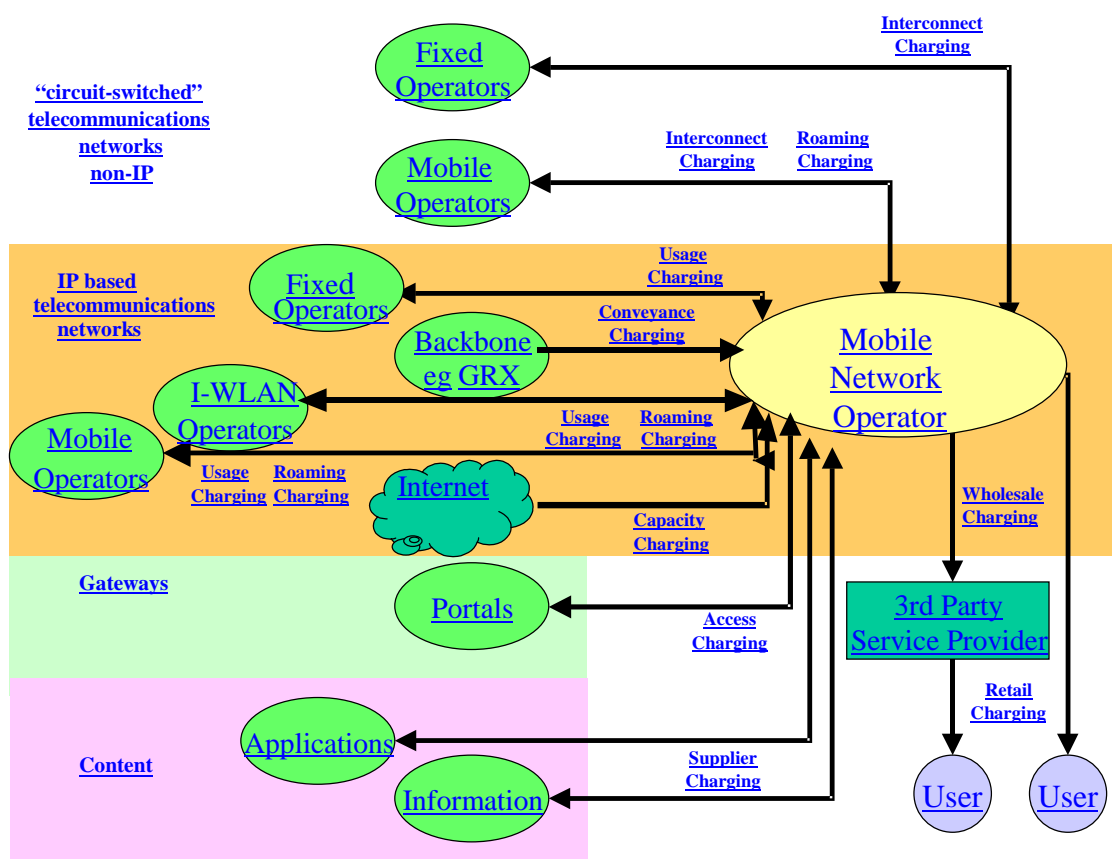 Interconnect
Charging
Fixed
Operators
“circuit-switched”
telecommunications
networks
non-IP
Interconnect Roaming
Charging Charging
Mobile
Operators
IP based
telecommunications
networks
Fixed
Operators
Usage
Charging
Conveyance
Charging
Backbone
eg GRX
Mobile
Network
Operator
I-WLAN
Operators
Usage Roaming
Charging Charging
Mobile
Operators
Usage Roaming
Charging Charging
Internet
Capacity
Charging
Wholesale
Charging
Gateways
Portals
Access
Charging
3rd Party
Service Provider
Retail
Charging
Applications
Content
Supplier
Charging
Information
User
User